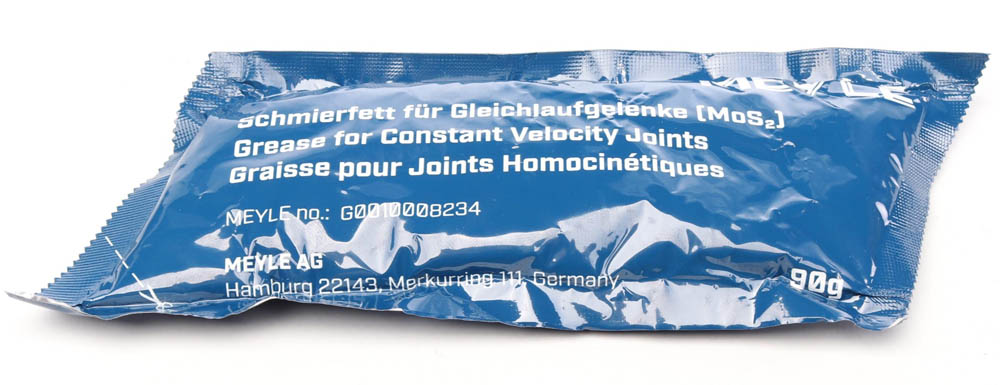 MEYLE
Schmierfett für Gleichlaufgelenke (MoS₂)
Grease for Constant Velocity Joints
Graisse pour Joints Homocinétiques
MEYLE no.: G0010008234
MEYLE AG
Hamburg 22143, Merkurring 111, Germany
90g